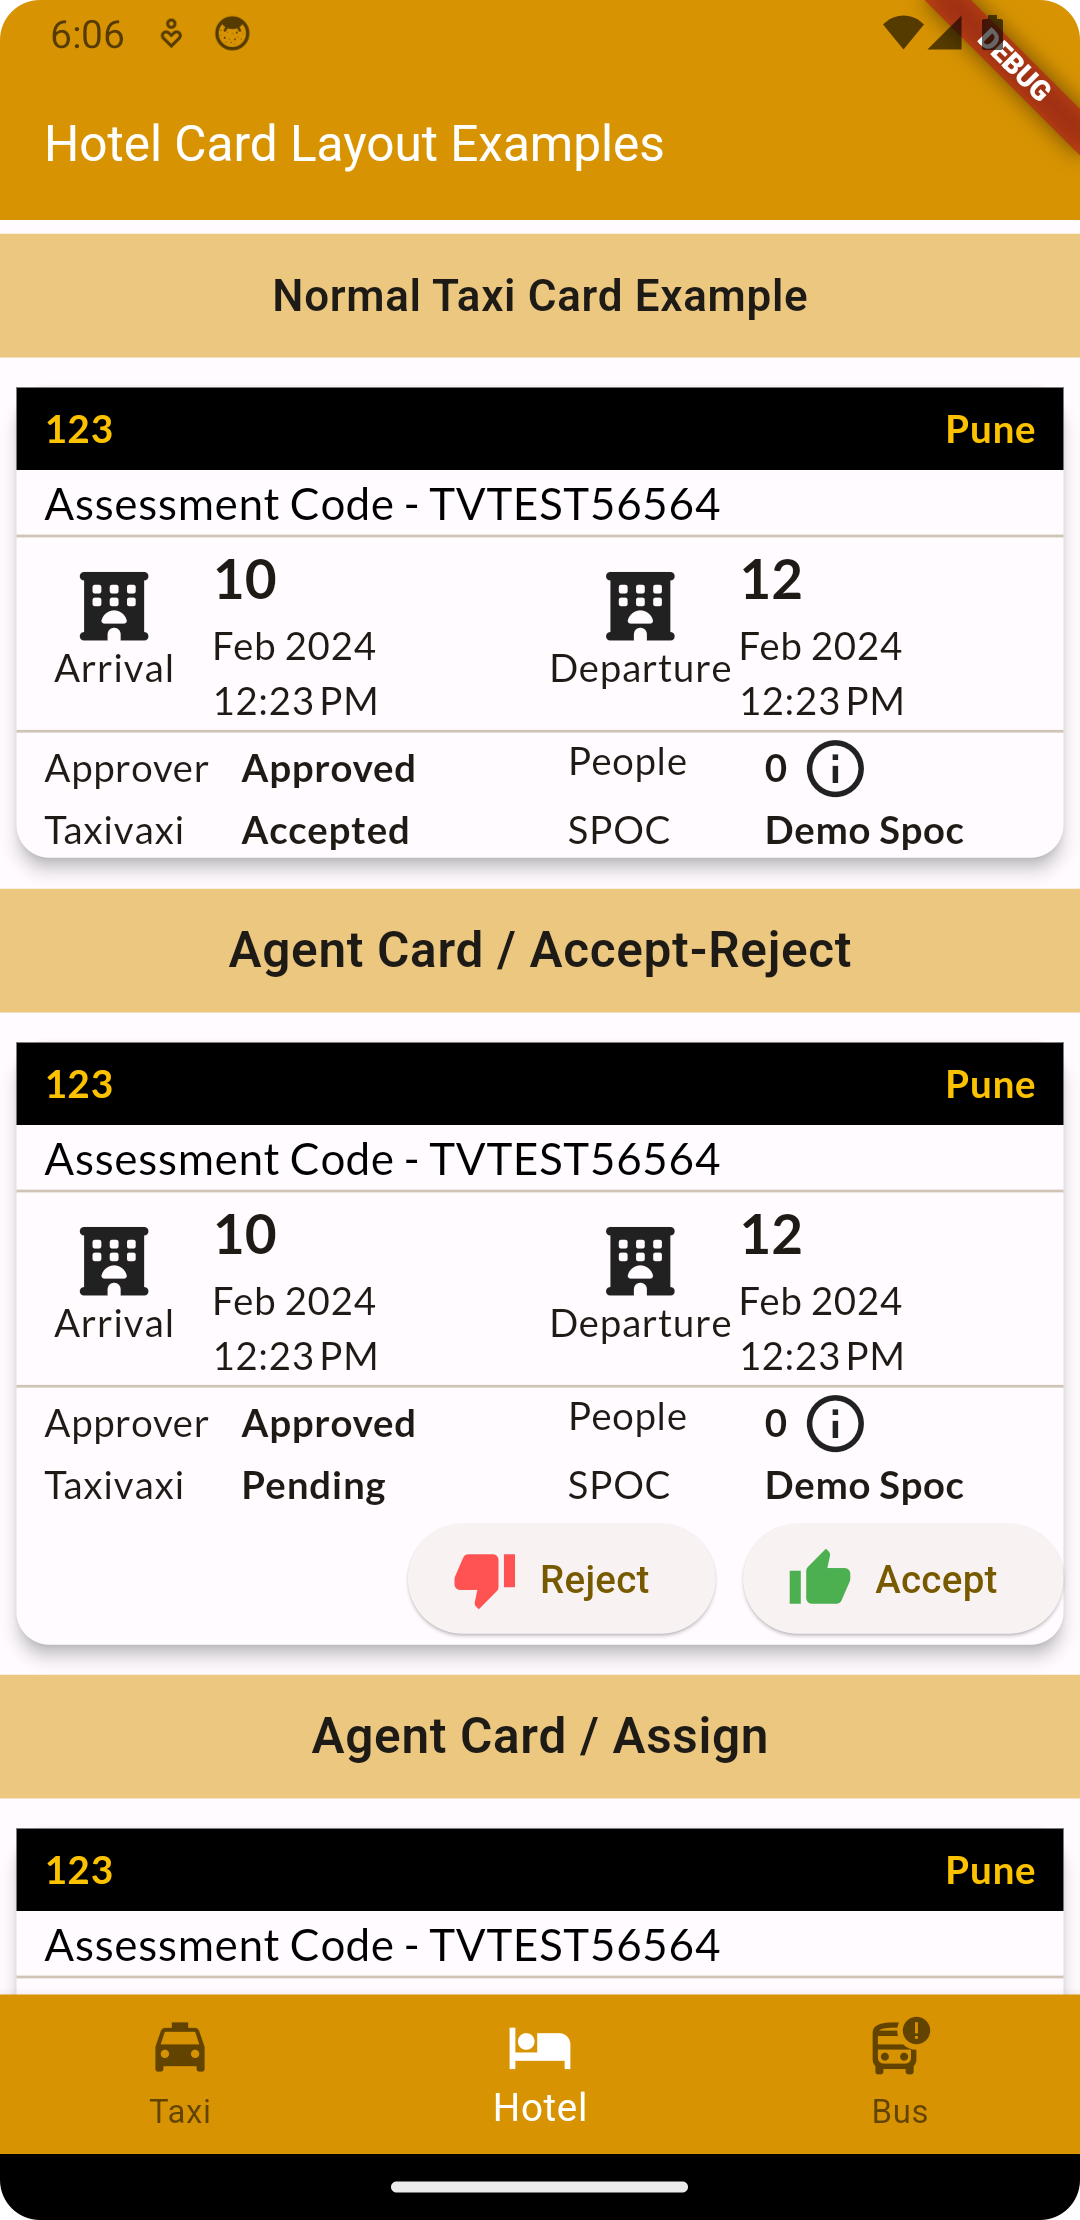 6:06
DEBUG
Hotel Card Layout Examples
Normal Taxi Card Example
123 Pune
Assessment Code - TVTEST56564
10 12
Arrival Feb 2024 Departure Feb 2024
12:23 PM 12:23 PM
Approver Approved People 0
Taxivaxi Accepted SPOC Demo Spoc
Agent Card / Accept-Reject
123 Pune
Assessment Code - TVTEST56564
10 12
Arrival Feb 2024 Departure Feb 2024
12:23 PM 12:23 PM
Approver Approved People 0
Taxivaxi Pending SPOC Demo Spoc
Reject Accept
Agent Card / Assign
123 Pune
Assessment Code - TVTEST56564
Taxi Hotel Bus